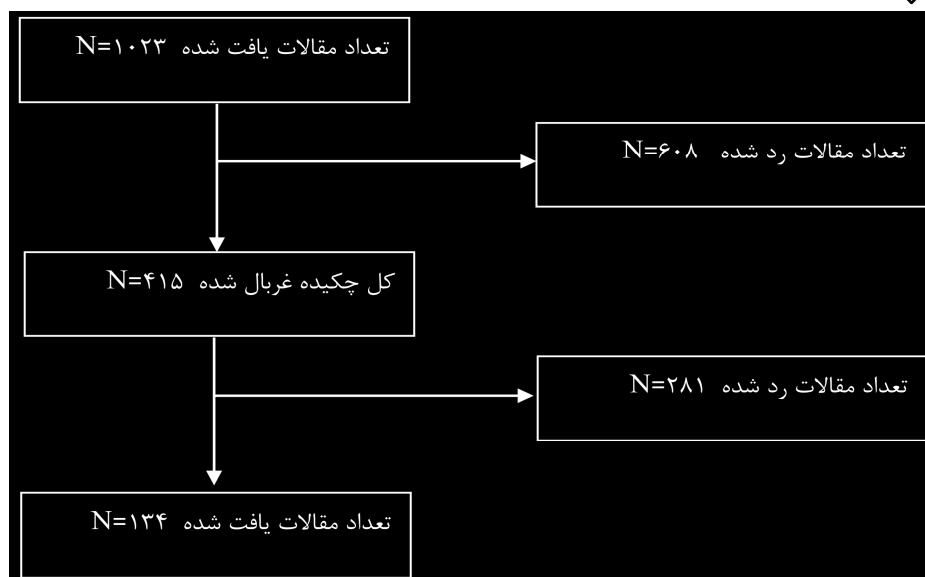 تعداد مقالات یافت شده N=۱۰۲۳
تعداد مقالات رد شده N=۶۰۸
کل چکیده غربال شده N=۴۱۵
تعداد مقالات رد شده N=۲۸۱
تعداد مقالات یافت شده N=۱۳۴